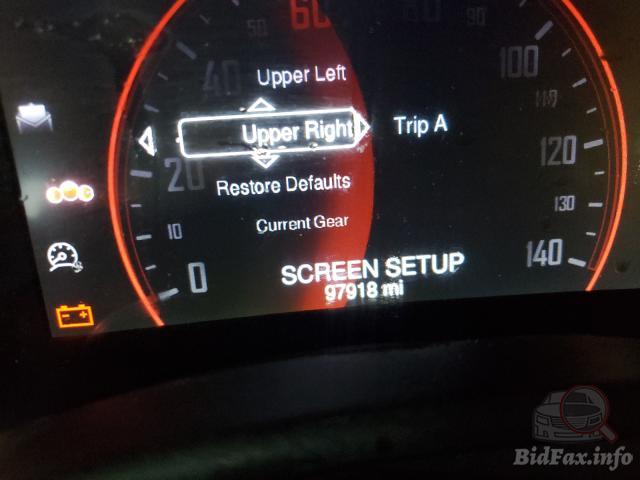 60
80
50
90
40
100
Upper Left
110
Upper Right
Trip A
120
20
Restore Defaults
130
10
Current Gear
140
0
SCREEN SETUP
97918 mi
BidFax.info